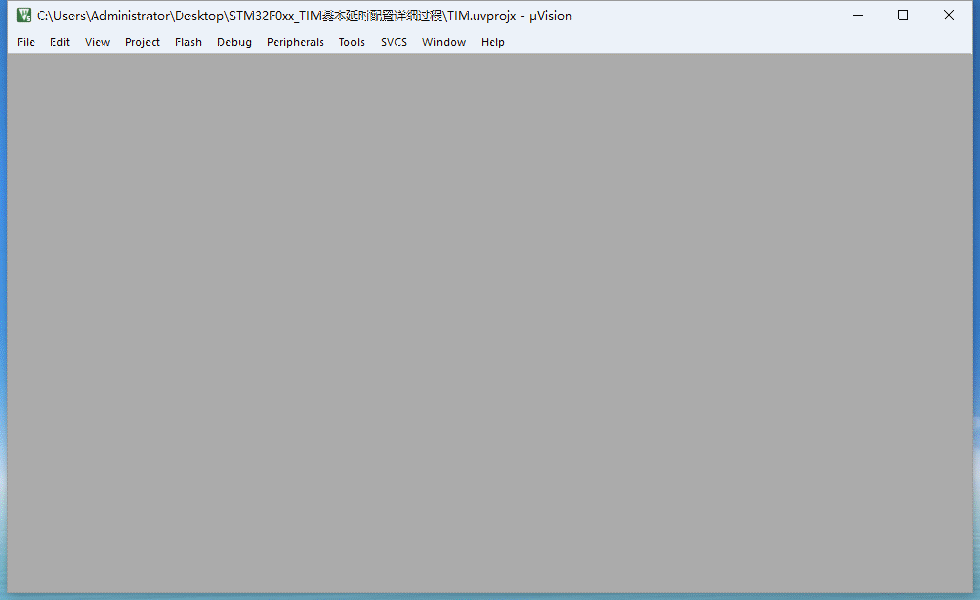 C:\Users\Administrator\Desktop\STM32F0xx_TIM基本延时配置详细过程\TIM.uvprojx - µVision
File Edit View Project Flash Debug Peripherals Tools SVCS Window Help